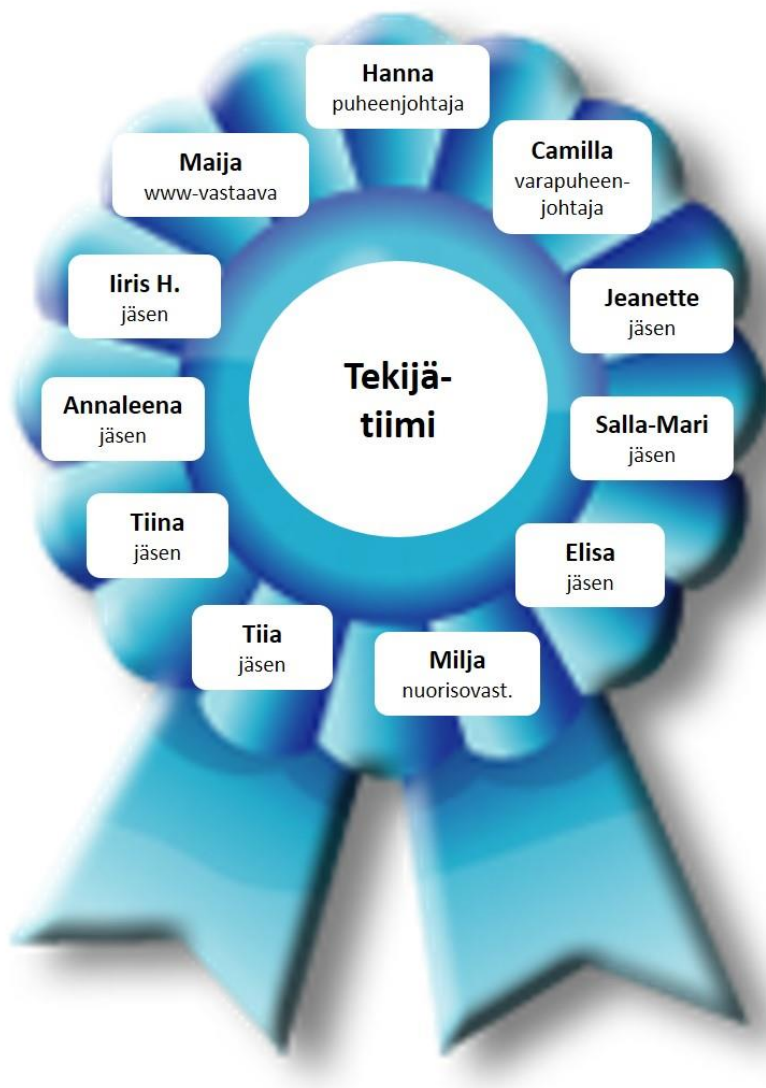 Hanna
puheenjohtaja
Camilla
varapuheen-
johtaja
Maija
www-vastaava
Iiris H.
jäsen
Jeanette
jäsen
Tekijä-
tiimi
Annaleena
jäsen
Salla-Mari
jäsen
Tiina
jäsen
Elisa
jäsen
Tiia
jäsen
Milja
nuorisovast.